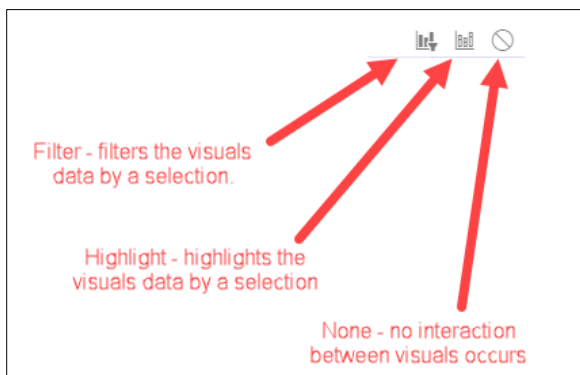 Filter - filters the visuals
data by a selection.
Highlight - highlights the
visuals data by a selection
None - no interaction
between visuals occurs